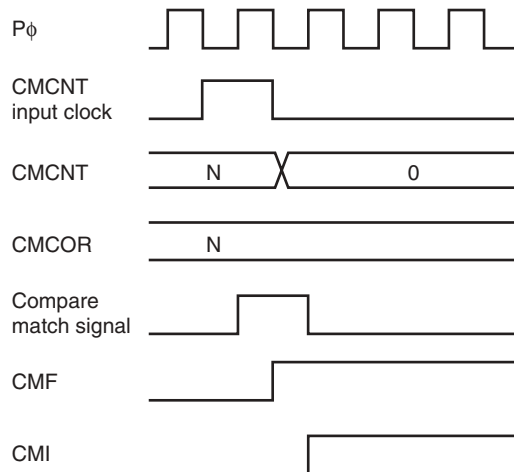 Pϕ
CMCNT
input clock
CMCNT N 0
CMCOR N
Compare
match signal
CMF
CMI